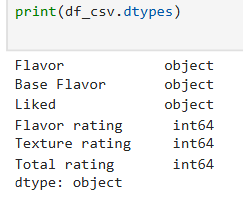 print(df_csv.dtypes)
Flavor object
Base Flavor object
Liked object
Flavor rating int64
Texture rating int64
Total rating int64
dtype: object